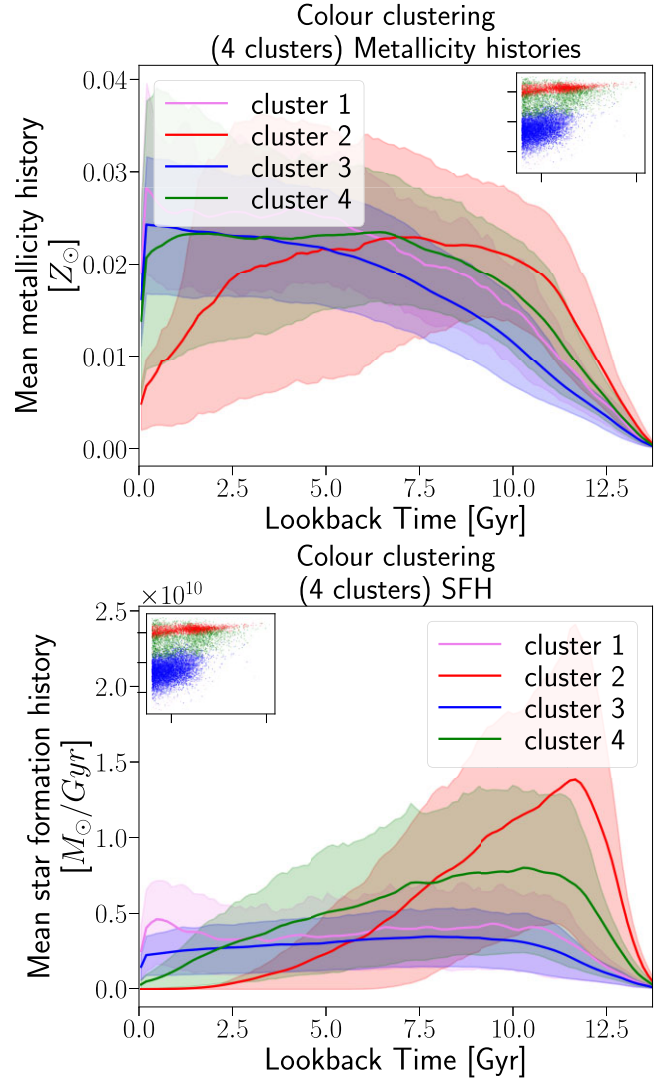 Colour clustering
(4 clusters) Metallicity histories
0.04
cluster 1
cluster 2
cluster 3
cluster 4
0.03
0.02
0.01
0.00
Mean metallicity history
[Z⊙]
0.0 2.5 5.0 7.5 10.0 12.5
Lookback Time [Gyr]
Colour clustering
(4 clusters) SFH
×10¹⁰
2.5
cluster 1
cluster 2
cluster 3
cluster 4
2.0
1.5
1.0
0.5
0.0
Mean star formation history
[M⊙/Gyr]
0.0 2.5 5.0 7.5 10.0 12.5
Lookback Time [Gyr]